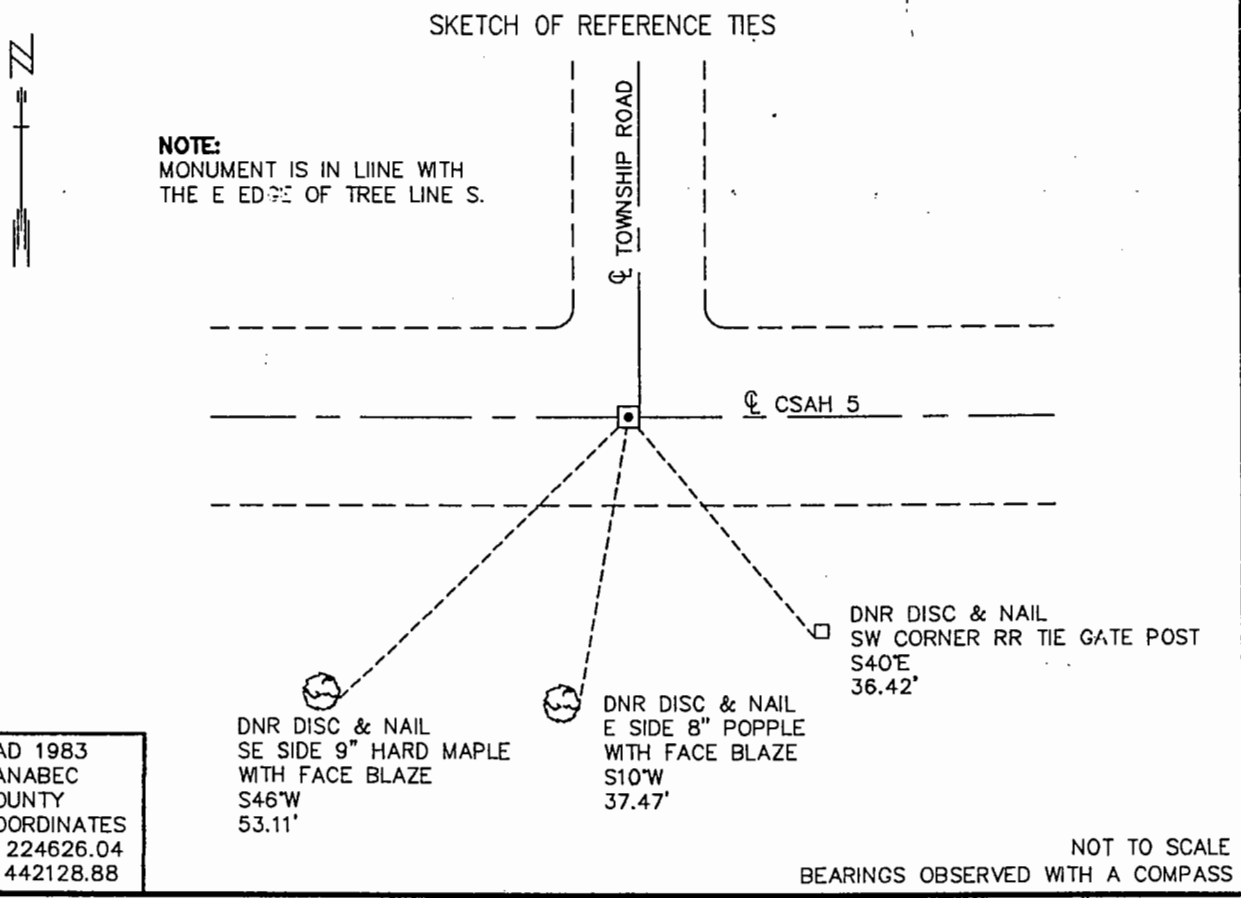 SKETCH OF REFERENCE TIES
N
NOTE:
MONUMENT IS IN LIINE WITH
THE E EDGE OF TREE LINE S.
℄ TOWNSHIP ROAD
℄ CSAH 5
DNR DISC & NAIL
SW CORNER RR TIE GATE POST
S40°E
36.42'
DNR DISC & NAIL
E SIDE 8" POPPLE
WITH FACE BLAZE
S10°W
37.47'
DNR DISC & NAIL
SE SIDE 9" HARD MAPLE
WITH FACE BLAZE
S46°W
53.11'
AD 1983
ANABEC
OUNTY
OORDINATES
224626.04
442128.88
NOT TO SCALE
BEARINGS OBSERVED WITH A COMPASS